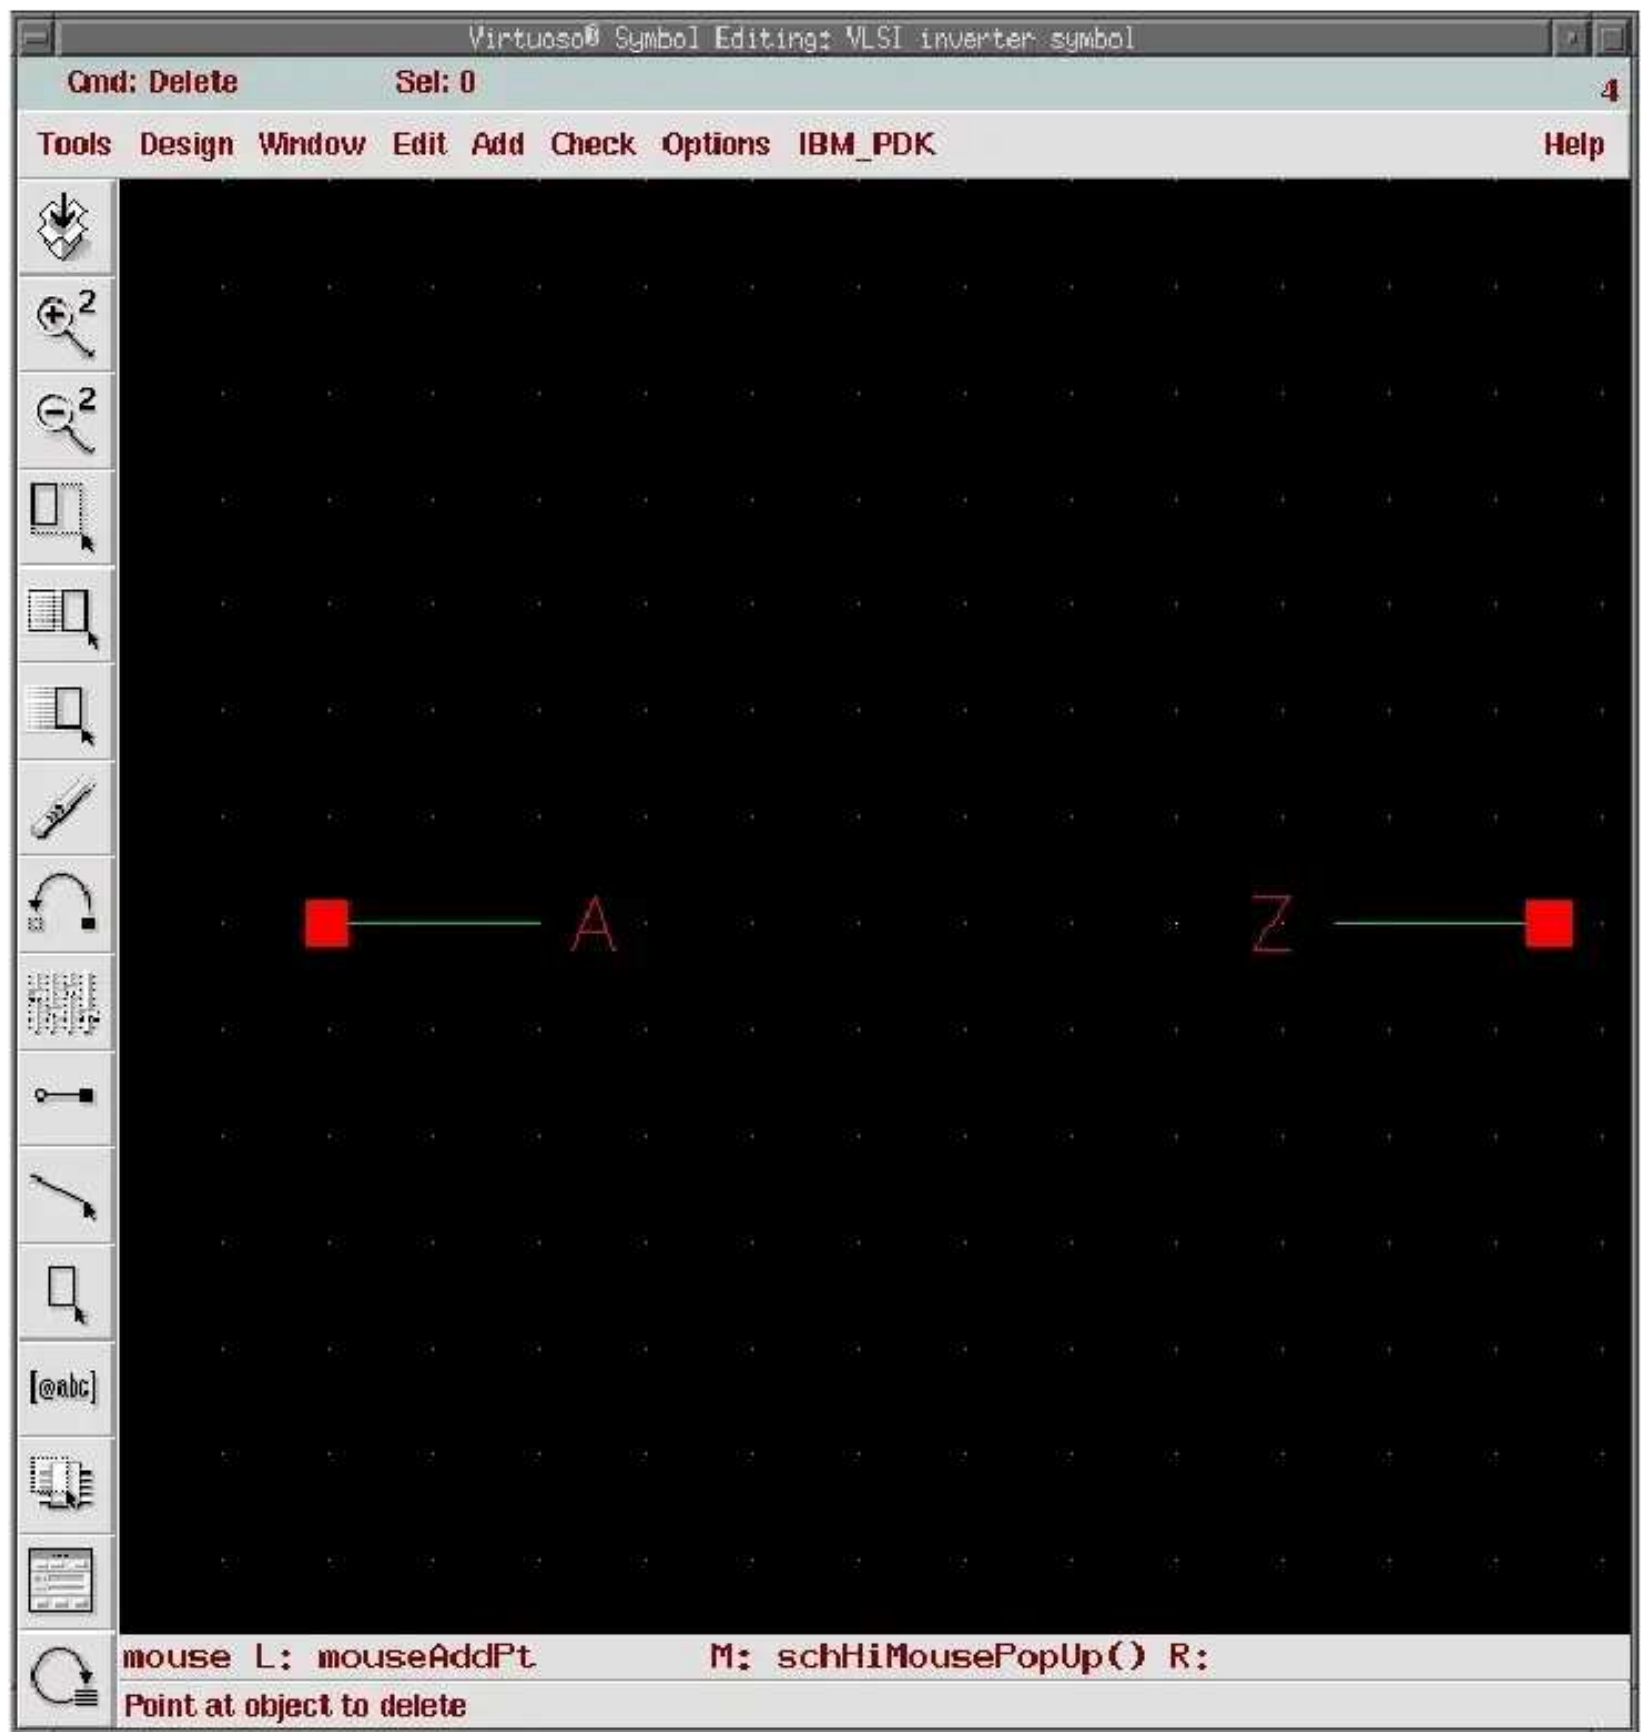 Virtuoso® Symbol Editing: VLSI inverter symbol
Cmd: Delete Sel: 0 4
Tools Design Window Edit Add Check Options IBM_PDK Help
2
2
A Z
[@abc]
mouse L: mouseAddPt M: schHiMousePopUp() R:
Point at object to delete